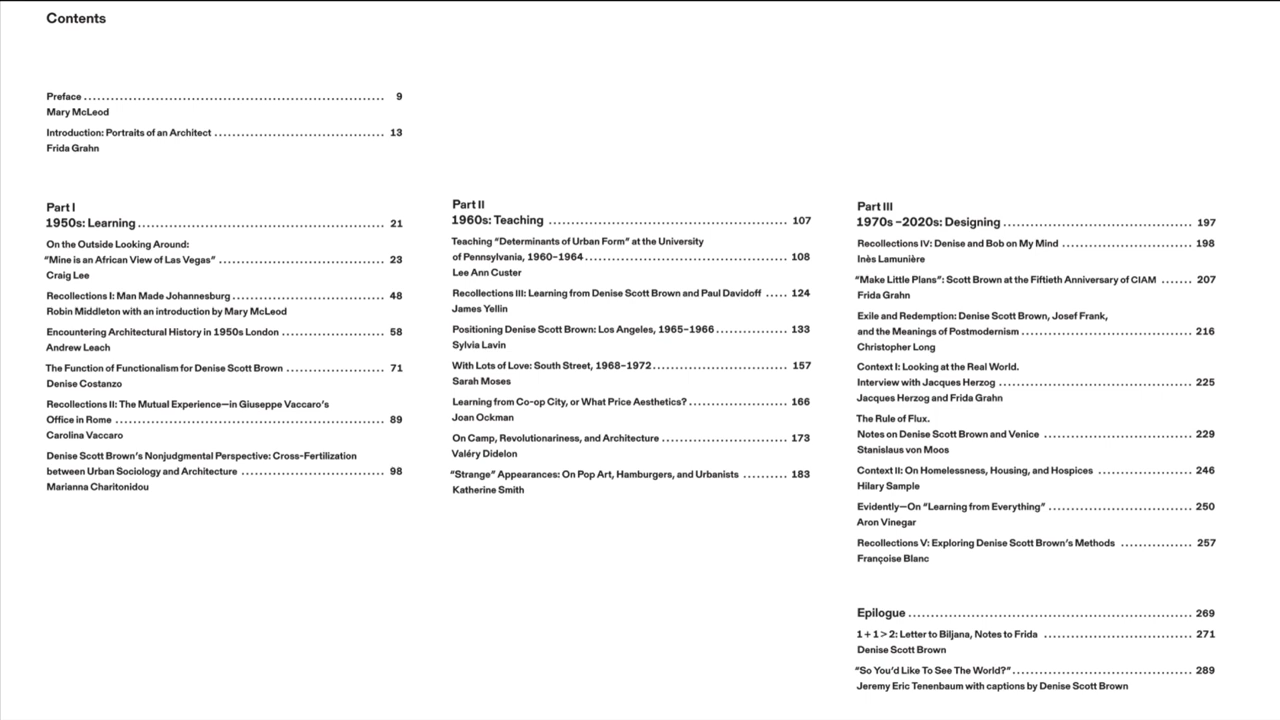 Contents
Preface ................................................................ 9
Mary McLeod
Introduction: Portraits of an Architect .................................... 13
Frida Grahn
Part I
1950s: Learning .................................................... 21
On the Outside Looking Around:
“Mine is an African View of Las Vegas” .................................... 23
Craig Lee
Recollections I: Man Made Johannesburg ................................ 48
Robin Middleton with an introduction by Mary McLeod
Encountering Architectural History in 1950s London ...................... 58
Andrew Leach
The Function of Functionalism for Denise Scott Brown ..................... 71
Denise Costanzo
Recollections II: The Mutual Experience—in Giuseppe Vaccaro’s
Office in Rome ......................................................... 89
Carolina Vaccaro
Denise Scott Brown’s Nonjudgmental Perspective: Cross-Fertilization
between Urban Sociology and Architecture .............................. 98
Marianna Charitonidou
Part II
1960s: Teaching .................................................... 107
Teaching “Determinants of Urban Form” at the University
of Pennsylvania, 1960–1964 ............................................ 108
Lee Ann Custer
Recollections III: Learning from Denise Scott Brown and Paul Davidoff ..... 124
James Yellin
Positioning Denise Scott Brown: Los Angeles, 1965–1966 ................ 133
Sylvia Lavin
With Lots of Love: South Street, 1968–1972 .............................. 157
Sarah Moses
Learning from Co-op City, or What Price Aesthetics? ...................... 166
Joan Ockman
On Camp, Revolutionariness, and Architecture ............................ 173
Valéry Didelon
“Strange” Appearances: On Pop Art, Hamburgers, and Urbanists .......... 183
Katherine Smith
Part III
1970s –2020s: Designing .......................................... 197
Recollections IV: Denise and Bob on My Mind ............................. 198
Inès Lamunière
“Make Little Plans”: Scott Brown at the Fiftieth Anniversary of CIAM ....... 207
Frida Grahn
Exile and Redemption: Denise Scott Brown, Josef Frank,
and the Meanings of Postmodernism ...................................... 216
Christopher Long
Context I: Looking at the Real World.
Interview with Jacques Herzog ........................................... 225
Jacques Herzog and Frida Grahn
The Rule of Flux.
Notes on Denise Scott Brown and Venice ................................. 229
Stanislaus von Moos
Context II: On Homelessness, Housing, and Hospices ..................... 246
Hilary Sample
Evidently—On “Learning from Everything” ................................ 250
Aron Vinegar
Recollections V: Exploring Denise Scott Brown’s Methods ................ 257
Françoise Blanc
Epilogue .............................................................. 269
1 + 1 > 2: Letter to Biljana, Notes to Frida ................................. 271
Denise Scott Brown
“So You’d Like To See The World?” ........................................ 289
Jeremy Eric Tenenbaum with captions by Denise Scott Brown